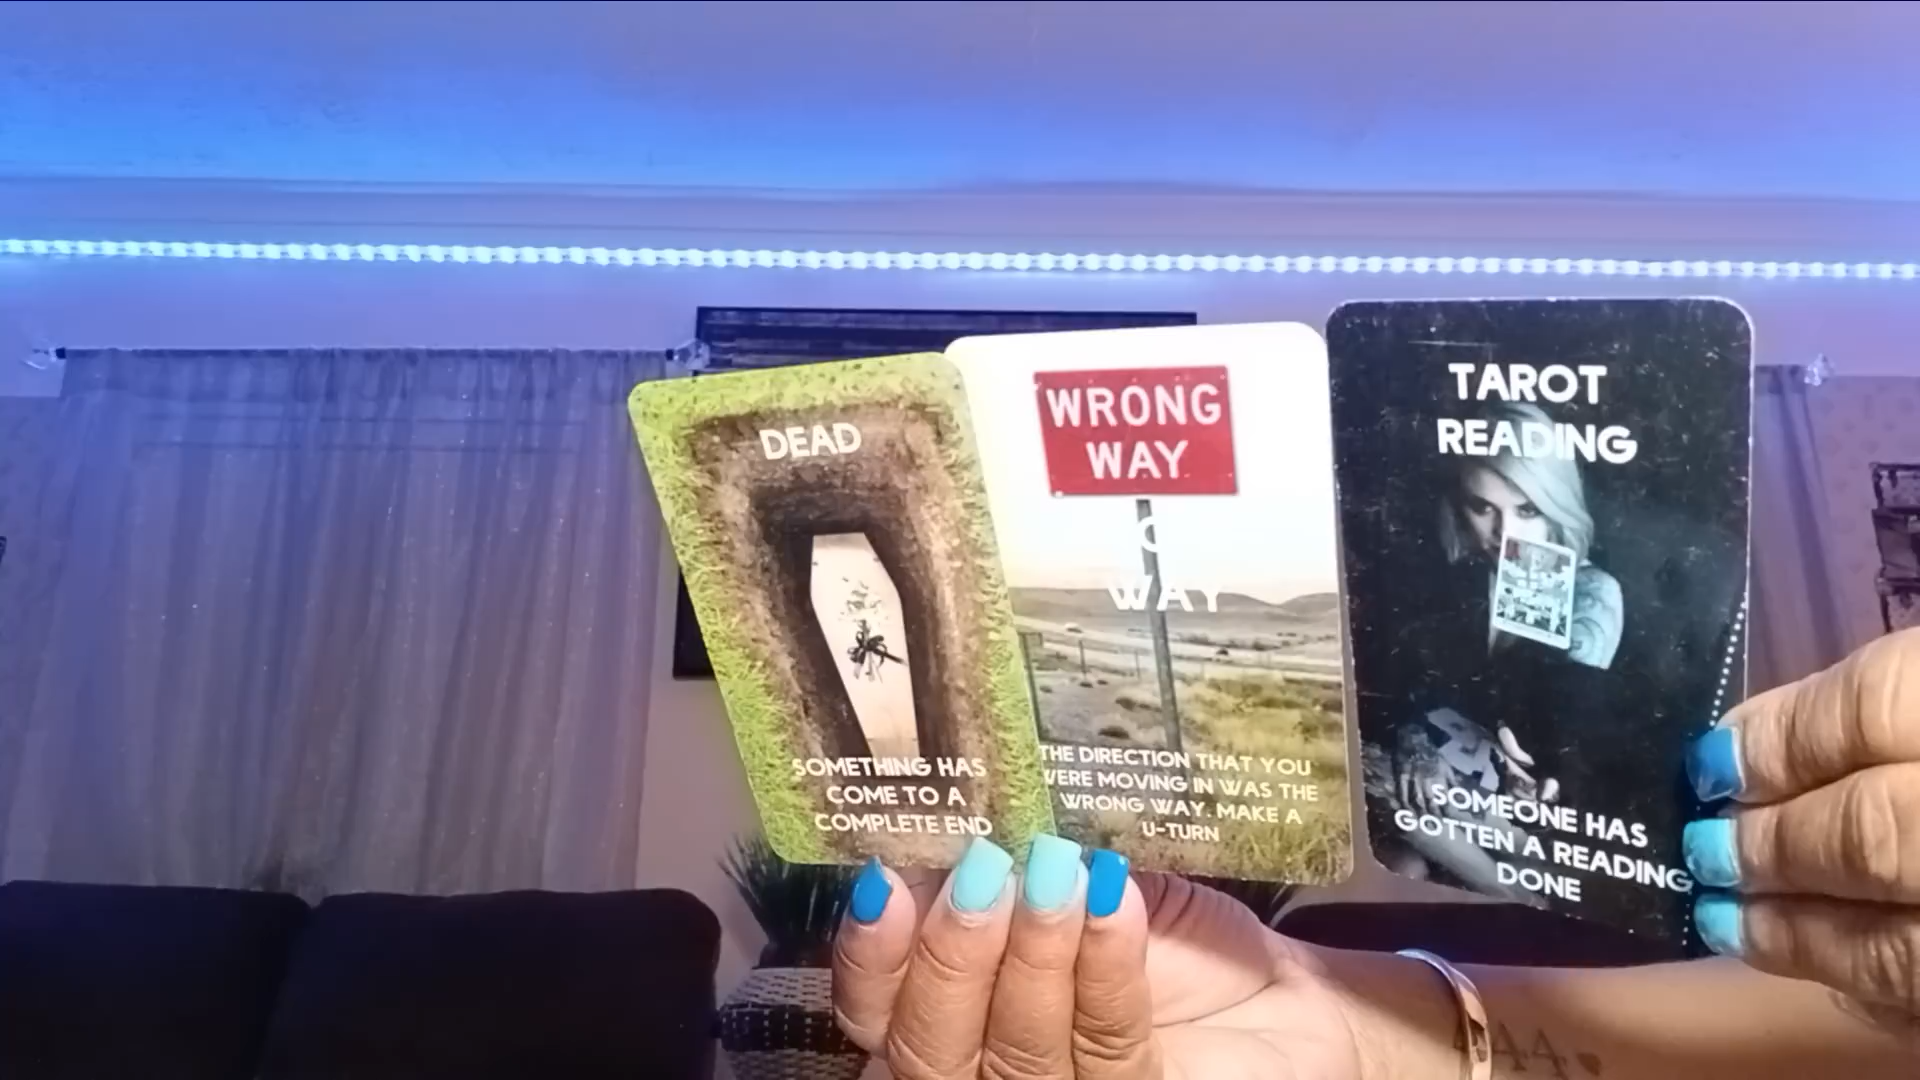 DEAD
SOMETHING HAS
COME TO A
COMPLETE END
WRONG
WAY
WAY
THE DIRECTION THAT YOU
WERE MOVING IN WAS THE
WRONG WAY. MAKE A
U-TURN
TAROT
READING
SOMEONE HAS
GOTTEN A READING
DONE